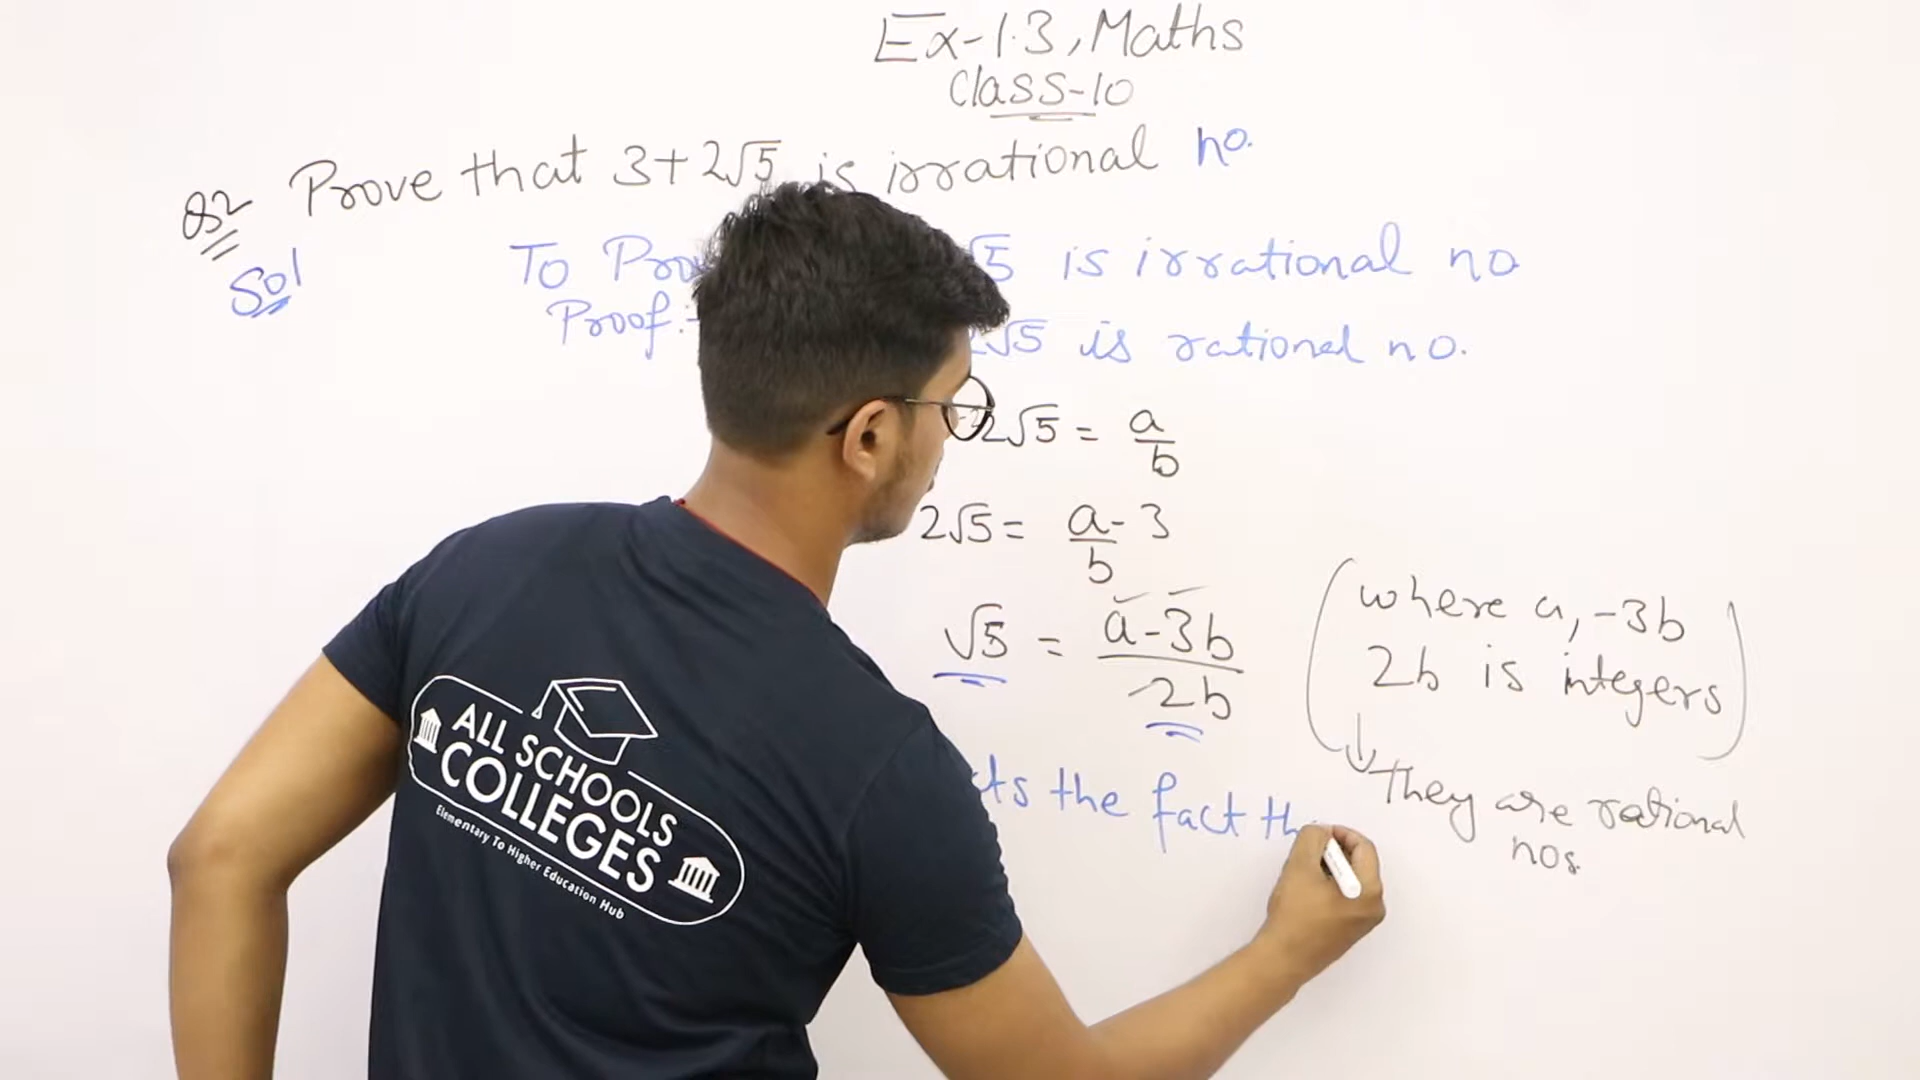 Ex-1.3, Maths
Class-10
Q2 Prove that 3+2√5 is irrational no.
Sol
To √5 is irrational no
Proof:- 2√5 is rational no.
2√5 = a/b
2√5 = a/b - 3
√5 = a-3b/2b
(where a, -3b
2b is integers)
↓ They are rational
nos.
the fact
ALL SCHOOLS
COLLEGES
Elementary To Higher Education Hub